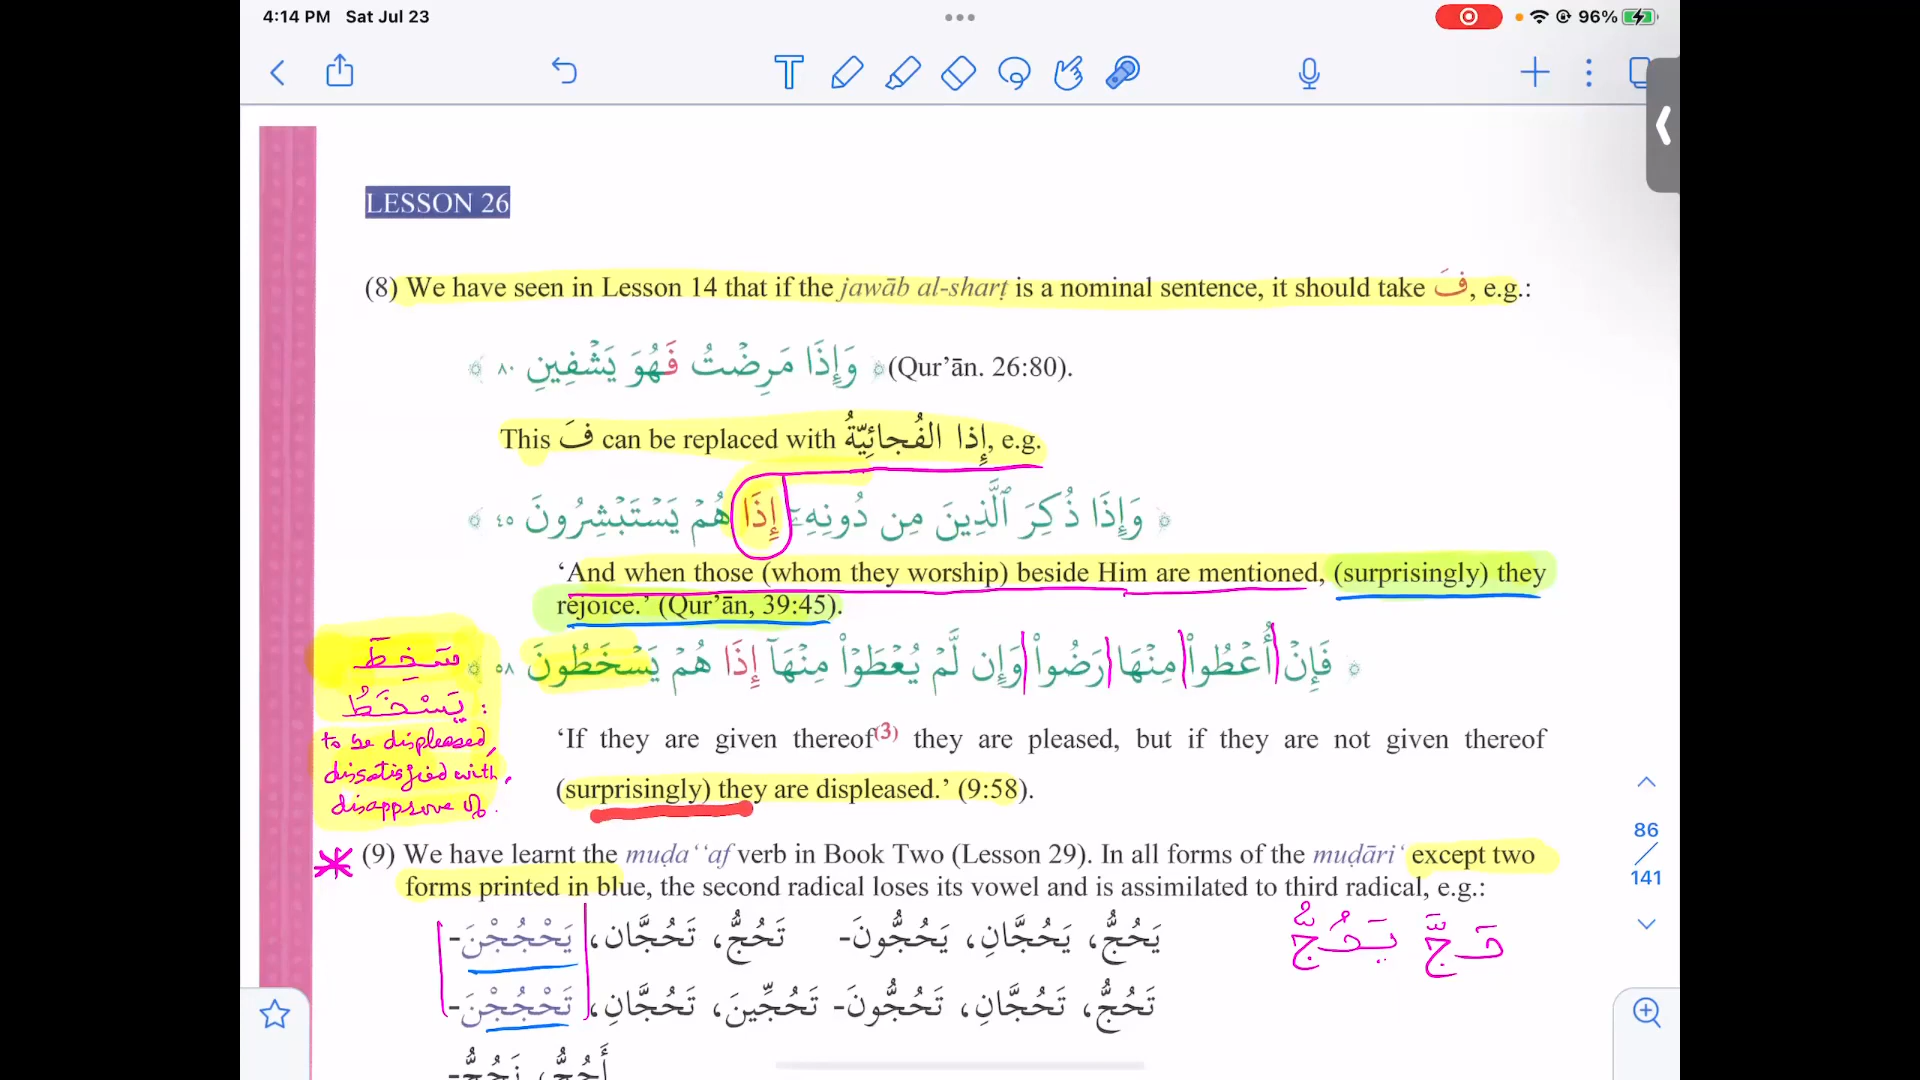 4:14 PM Sat Jul 23
96%
LESSON 26
(8) We have seen in Lesson 14 that if the jawāb al-sharṭ is a nominal sentence, it should take فَ, e.g.:
﴿وَإِذَا مَرِضْتُ فَهُوَ يَشْفِينِ ٨٠﴾ (Qur’ān. 26:80).
This فَ can be replaced with إِذا الفُجائِيّةُ, e.g.
﴿وَإِذَا ذُكِرَ ٱلَّذِينَ مِن دُونِهِۦٓ إِذَا هُمْ يَسْتَبْشِرُونَ ٤٥﴾
‘And when those (whom they worship) beside Him are mentioned, (surprisingly) they
rejoice.’ (Qur’ān, 39:45).
﴿فَإِنْ أُعْطُوا۟ مِنْهَا رَضُوا۟ وَإِن لَّمْ يُعْطَوْا۟ مِنْهَآ إِذَا هُمْ يَسْخَطُونَ ٥٨﴾
سَخِطَ
يَسْخَطُ :
to be displeased,
dissatisfied with,
disapprove of.
‘If they are given thereof(3) they are pleased, but if they are not given thereof
(surprisingly) they are displeased.’ (9:58).
(9) We have learnt the muḍa‘‘af verb in Book Two (Lesson 29). In all forms of the muḍāri‘ except two
forms printed in blue, the second radical loses its vowel and is assimilated to third radical, e.g.:
حَجَّ يَحُجُّ
يَحُجُّ، يَحُجَّانِ، يَحُجُّونَ- تَحُجُّ، تَحُجَّان، يَحْجُجْنَ-
تَحُجُّ، تَحُجَّانِ، تَحُجُّونَ- تَحُجِّينَ، تَحُجَّانِ، تَحْجُجْنَ-
أَحُجُّ، نَحُجُّ-
86
141